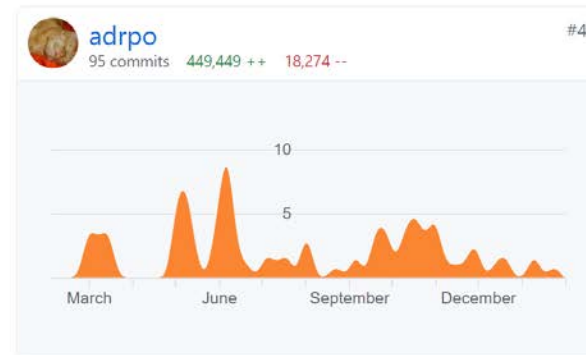 adrpo
#4
95 commits 449,449 ++ 18,274 --
10
5
March June September December